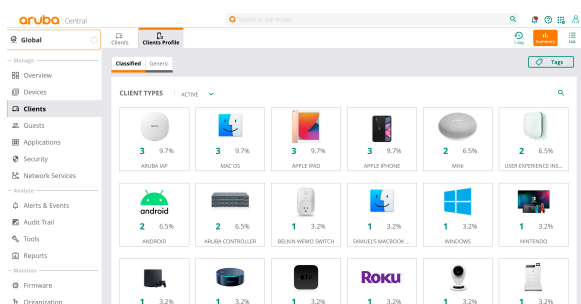 aruba Central
Search or ask Aruba
Global
Clients
Clients Profile
1 day
Summary
List
Manage
Overview
Devices
Clients
Guests
Applications
Security
Network Services
Analyze
Alerts & Events
Audit Trail
Tools
Reports
Maintain
Firmware
Organization
Classified Generic
Tags
CLIENT TYPES ACTIVE
3 9.7%
ARUBA IAP
3 9.7%
MAC OS
3 9.7%
APPLE IPAD
3 9.7%
APPLE IPHONE
2 6.5%
MINI
2 6.5%
USER EXPERIENCE INS...
android
2 6.5%
ANDROID
2 6.5%
ARUBA CONTROLLER
1 3.2%
BELKIN WEMO SWITCH
1 3.2%
SAMUEL'S MACBOOK ...
1 3.2%
WINDOWS
1 3.2%
NINTENDO
1 3.2%
1 3.2%
tv
1 3.2%
ROKU
1 3.2%
1 3.2%
1 3.2%